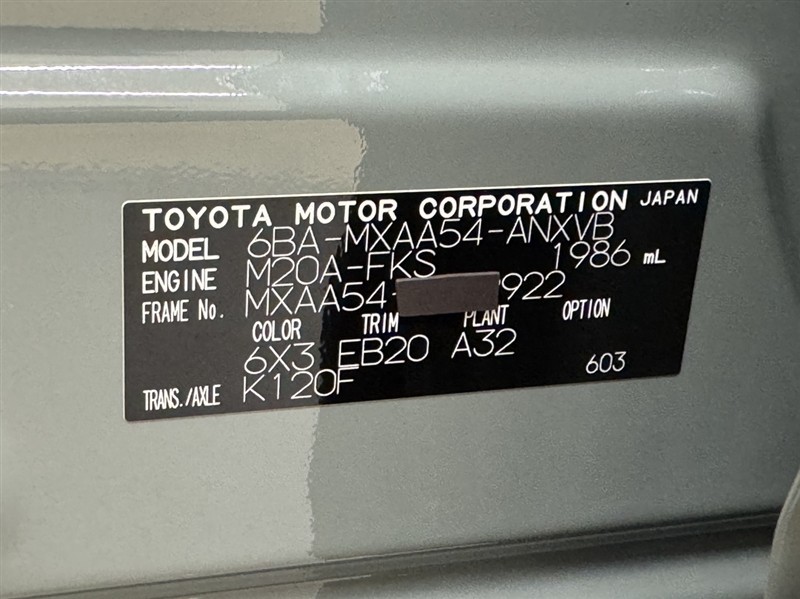 TOYOTA MOTOR CORPORATION JAPAN
MODEL 6BA-MXAA54-ANXVB
ENGINE M20A-FKS 1986 mL
FRAME No. MXAA54- 922
COLOR TRIM PLANT OPTION
6X3 EB20 A32
603
TRANS./AXLE K120F